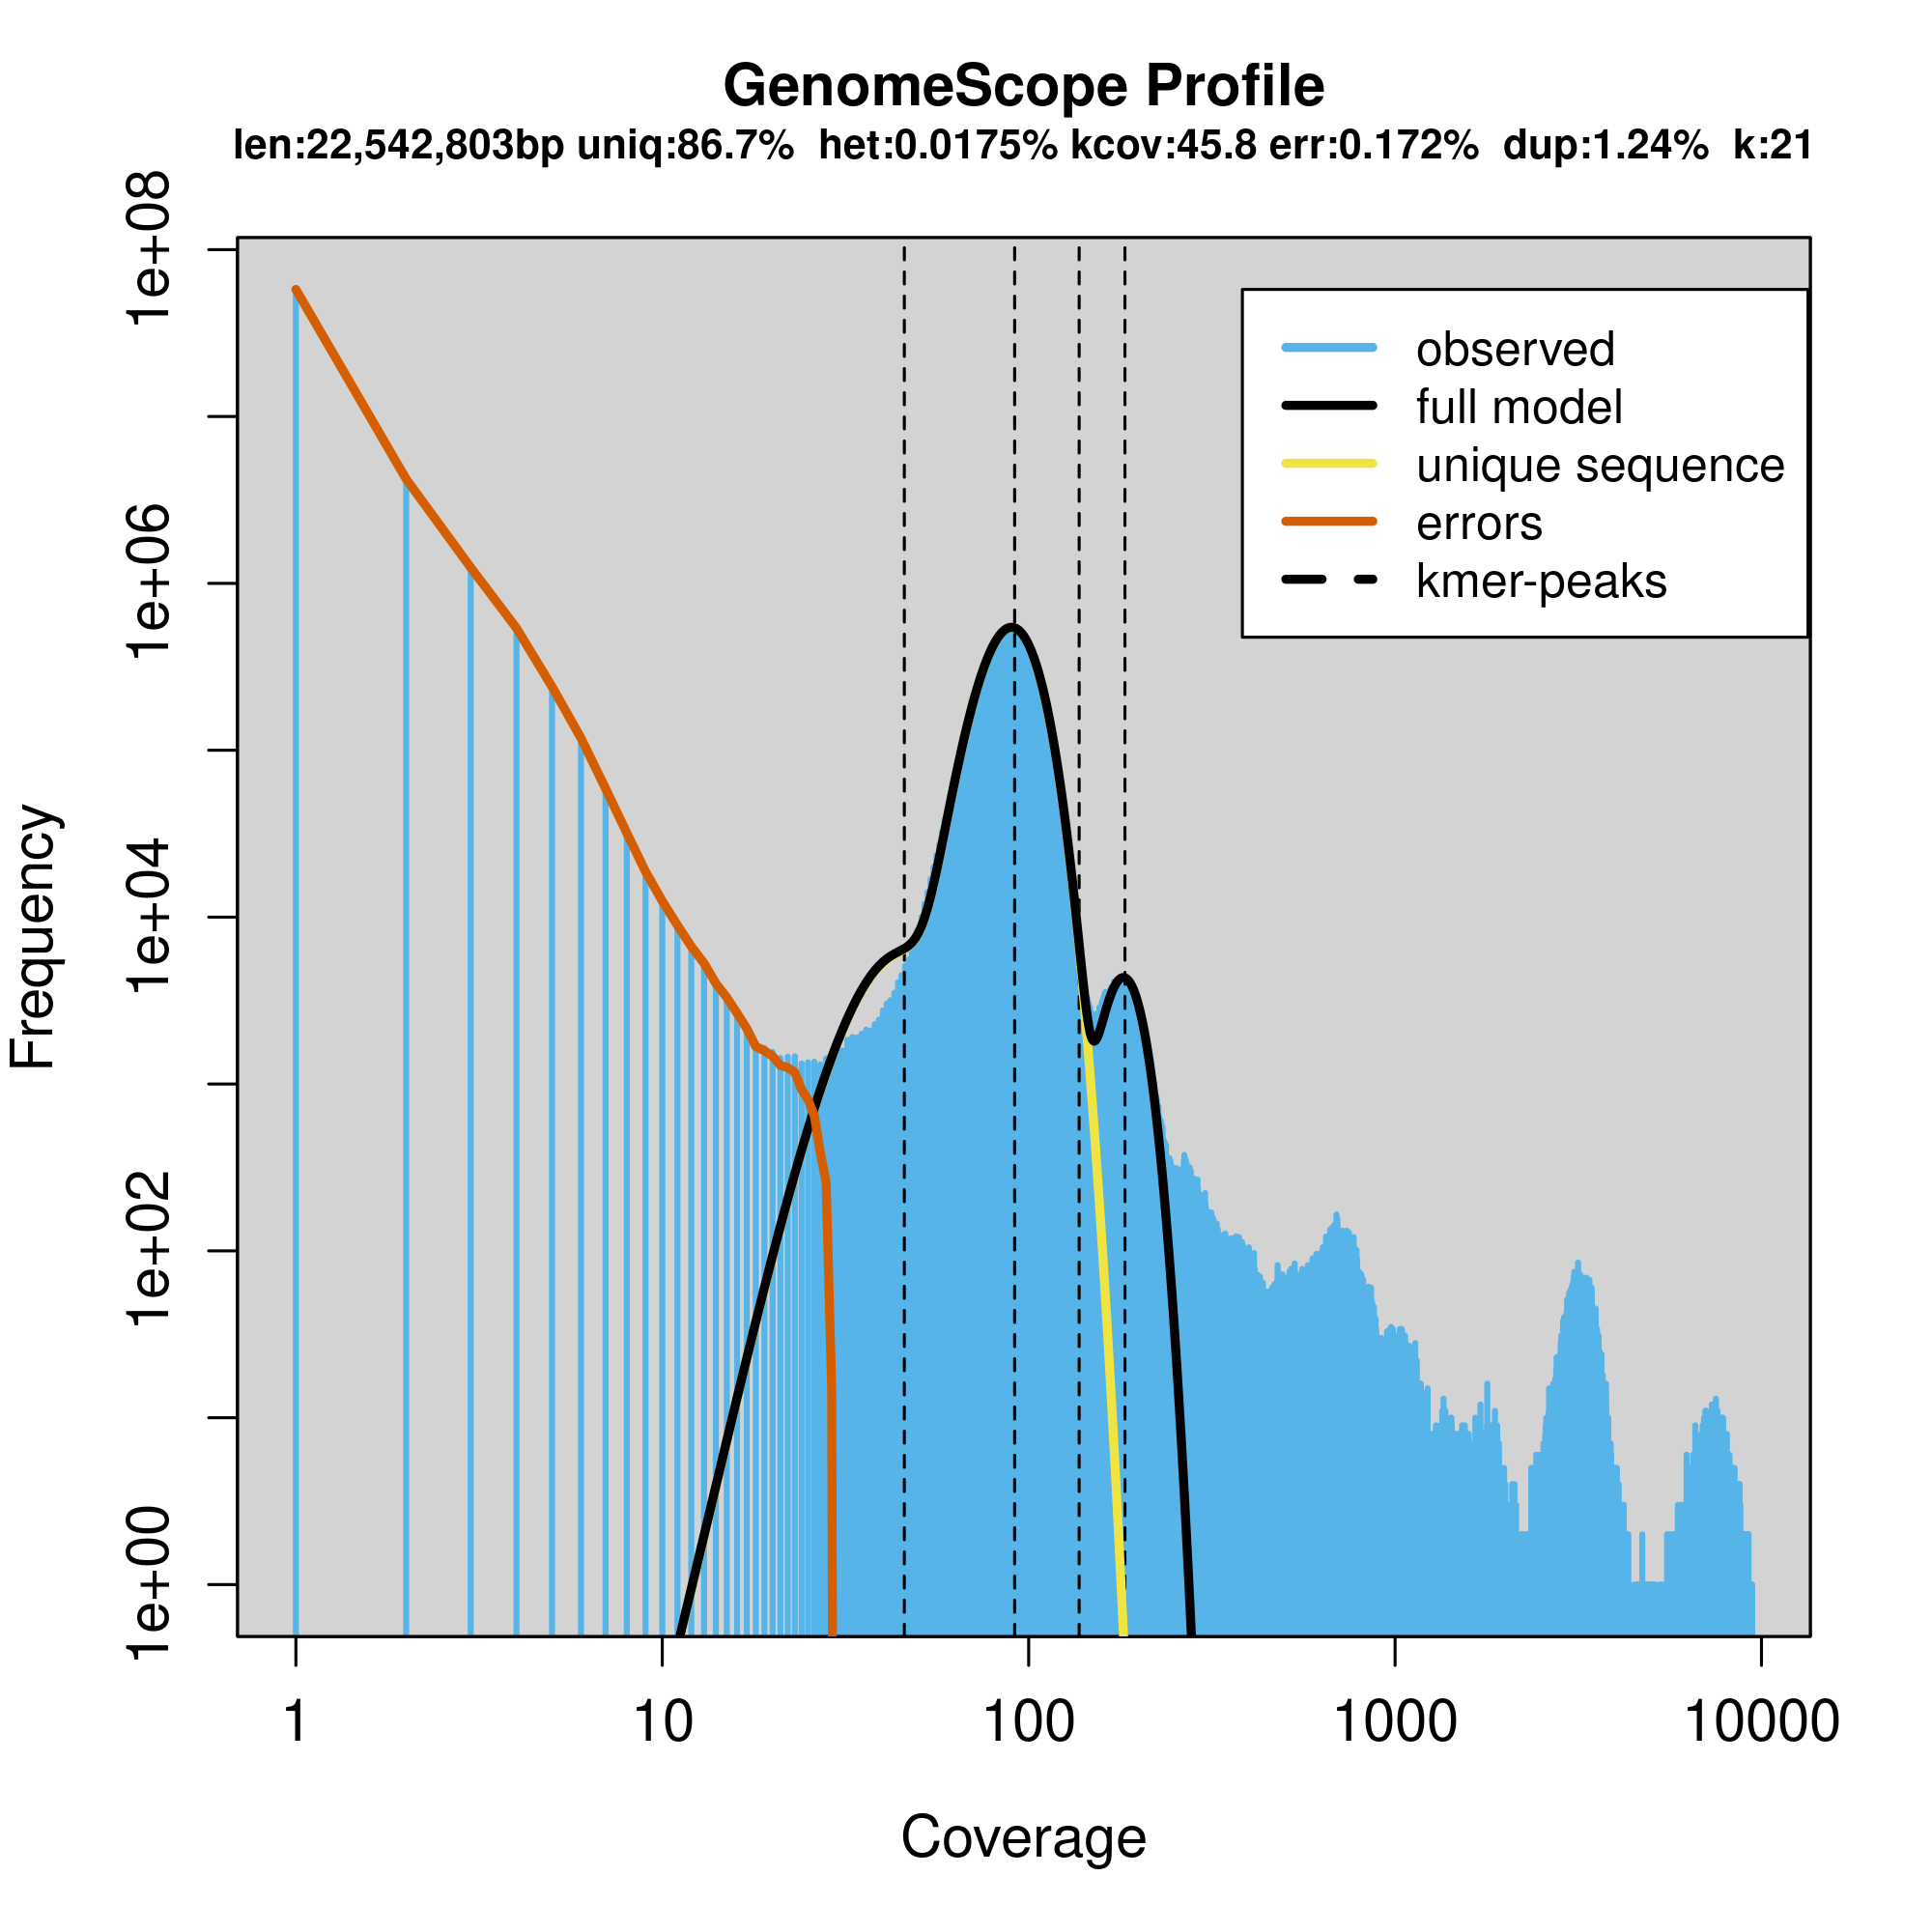 GenomeScope Profile
len:22,542,803bp uniq:86.7% het:0.0175% kcov:45.8 err:0.172% dup:1.24% k:21
1e+08
1e+06
1e+04
1e+02
1e+00
Frequency
observed
full model
unique sequence
errors
kmer-peaks
1 10 100 1000 10000
Coverage